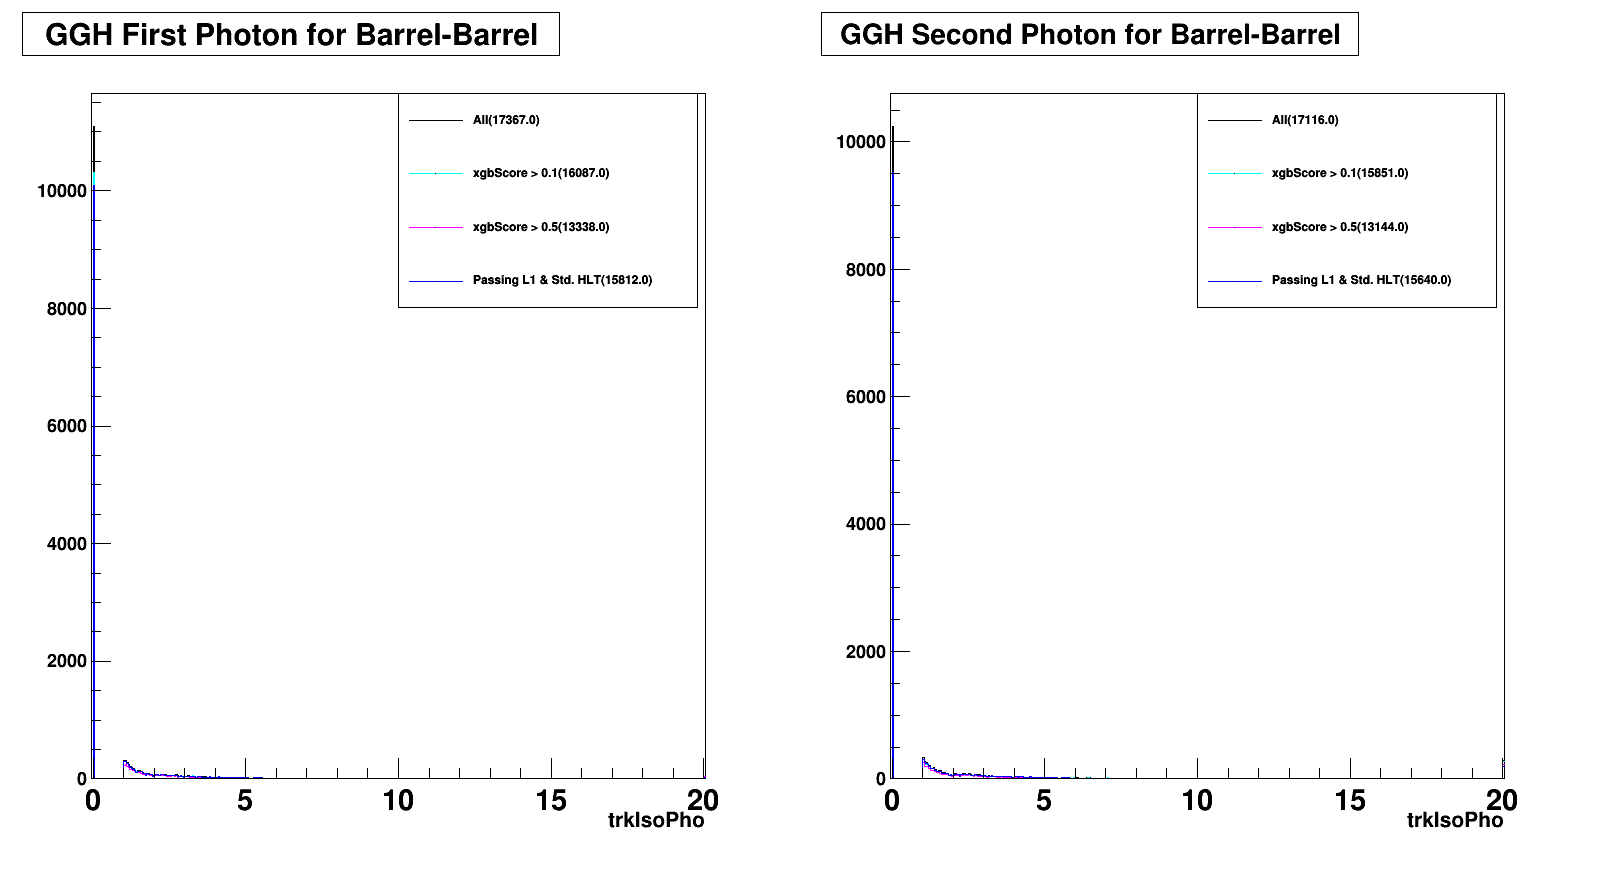 GGH First Photon for Barrel-Barrel
All(17367.0)
xgbScore > 0.1(16087.0)
xgbScore > 0.5(13338.0)
Passing L1 & Std. HLT(15812.0)
10000
8000
6000
4000
2000
0
0 5 10 15 20
trkIsoPho
GGH Second Photon for Barrel-Barrel
All(17116.0)
xgbScore > 0.1(15851.0)
xgbScore > 0.5(13144.0)
Passing L1 & Std. HLT(15640.0)
10000
8000
6000
4000
2000
0
0 5 10 15 20
trkIsoPho